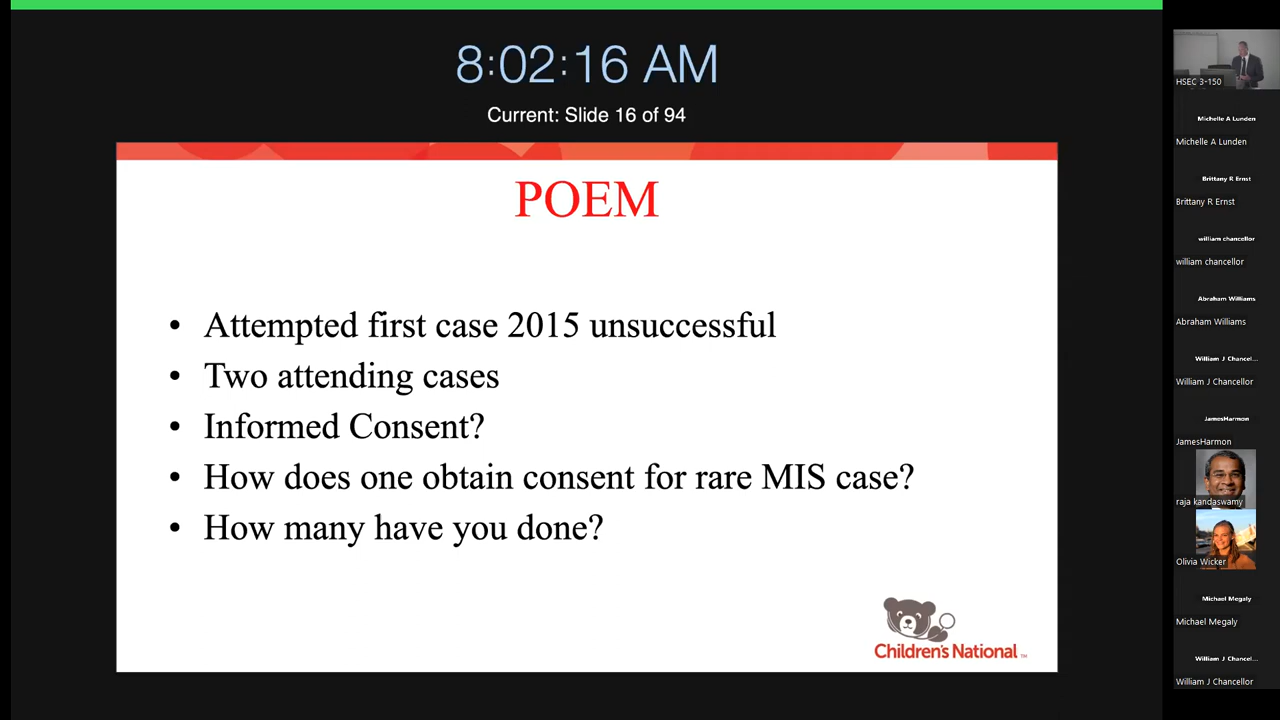 8:02:16 AM
Current: Slide 16 of 94
POEM
• Attempted first case 2015 unsuccessful
• Two attending cases
• Informed Consent?
• How does one obtain consent for rare MIS case?
• How many have you done?
Children's National™
HSEC 3-150
Michelle A Lunden
Michelle A Lunden
Brittany R Ernst
Brittany R Ernst
william chancellor
william chancellor
Abraham Williams
Abraham Williams
William J Chancel...
William J Chancellor
JamesHarmon
JamesHarmon
raja kandaswamy
Olivia Wicker
Michael Megaly
Michael Megaly
William J Chancel...
William J Chancellor